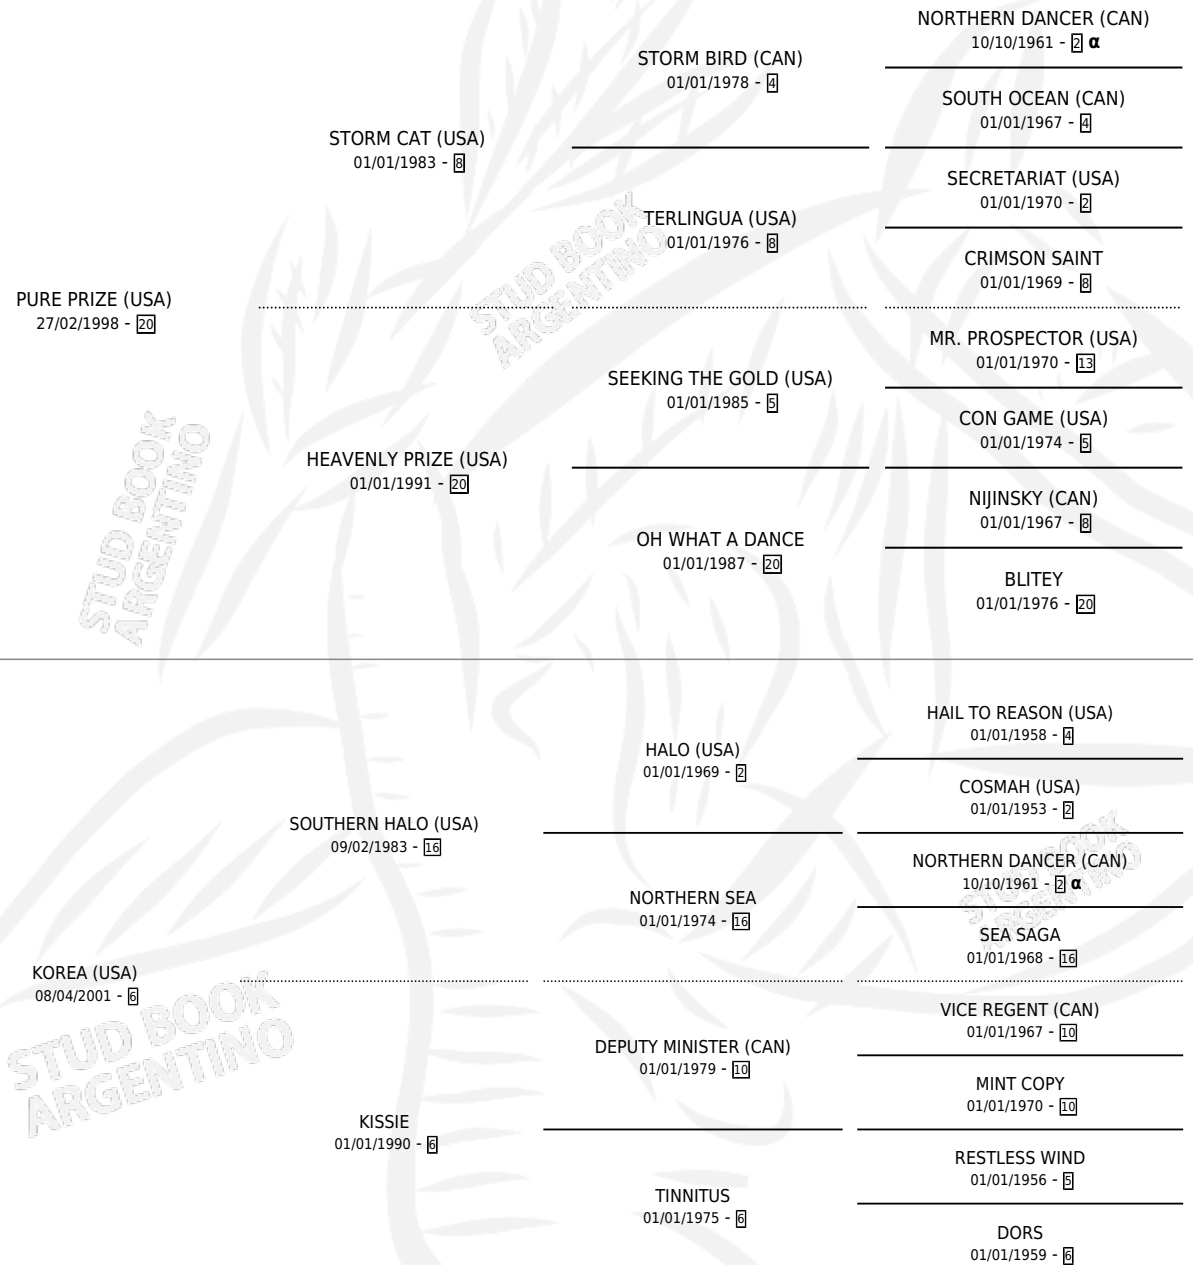 NORTHERN DANCER (CAN)
10/10/1961 - 2 α
STORM BIRD (CAN)
01/01/1978 - 4
SOUTH OCEAN (CAN)
01/01/1967 - 4
STORM CAT (USA)
01/01/1983 - 8
SECRETARIAT (USA)
01/01/1970 - 2
TERLINGUA (USA)
01/01/1976 - 8
CRIMSON SAINT
01/01/1969 - 8
PURE PRIZE (USA)
27/02/1998 - 20
MR. PROSPECTOR (USA)
01/01/1970 - 13
SEEKING THE GOLD (USA)
01/01/1985 - 5
CON GAME (USA)
01/01/1974 - 5
HEAVENLY PRIZE (USA)
01/01/1991 - 20
NIJINSKY (CAN)
01/01/1967 - 8
OH WHAT A DANCE
01/01/1987 - 20
BLITEY
01/01/1976 - 20
HAIL TO REASON (USA)
01/01/1958 - 4
HALO (USA)
01/01/1969 - 2
COSMAH (USA)
01/01/1953 - 2
SOUTHERN HALO (USA)
09/02/1983 - 16
NORTHERN DANCER (CAN)
10/10/1961 - 2 α
NORTHERN SEA
01/01/1974 - 16
SEA SAGA
01/01/1968 - 16
KOREA (USA)
08/04/2001 - 6
VICE REGENT (CAN)
01/01/1967 - 10
DEPUTY MINISTER (CAN)
01/01/1979 - 10
MINT COPY
01/01/1970 - 10
KISSIE
01/01/1990 - 6
RESTLESS WIND
01/01/1956 - 5
TINNITUS
01/01/1975 - 6
DORS
01/01/1959 - 6
STUD BOOK
ARGENTINO
STUD BOOK
ARGENTINO
STUD BOOK
ARGENTINO
STUD BOOK
ARGENTINO